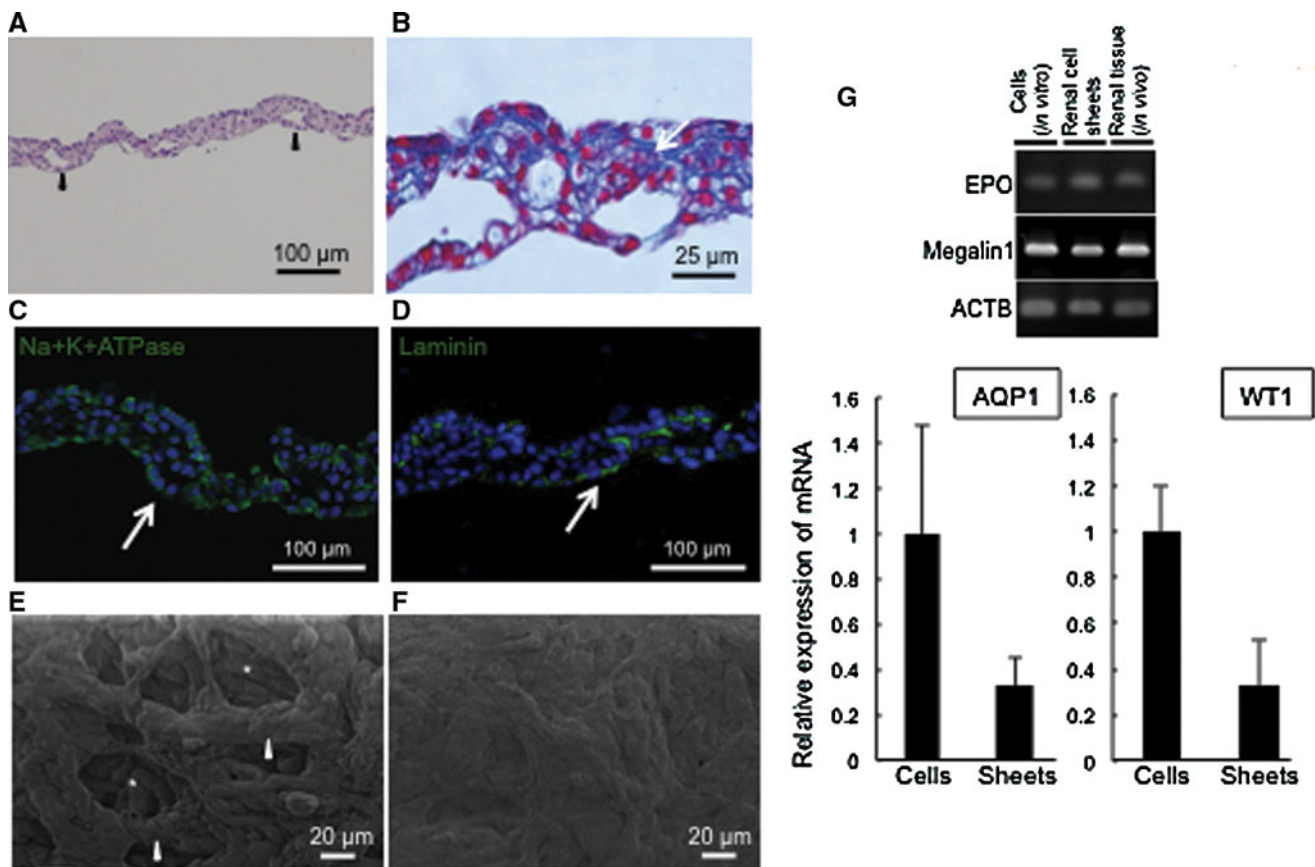 A
100 µm
B
25 µm
C
Na+K+ATPase
100 µm
D
Laminin
100 µm
E
20 µm
F
20 µm
G
Cells
(in vitro)
Renal cell
sheets
Renal tissue
(in vivo)
EPO
Megalin1
ACTB
Relative expression of mRNA
AQP1
1.6
1.4
1.2
1
0.8
0.6
0.4
0.2
0
Cells
Sheets
WT1
1.6
1.4
1.2
1
0.8
0.6
0.4
0.2
0
Cells
Sheets